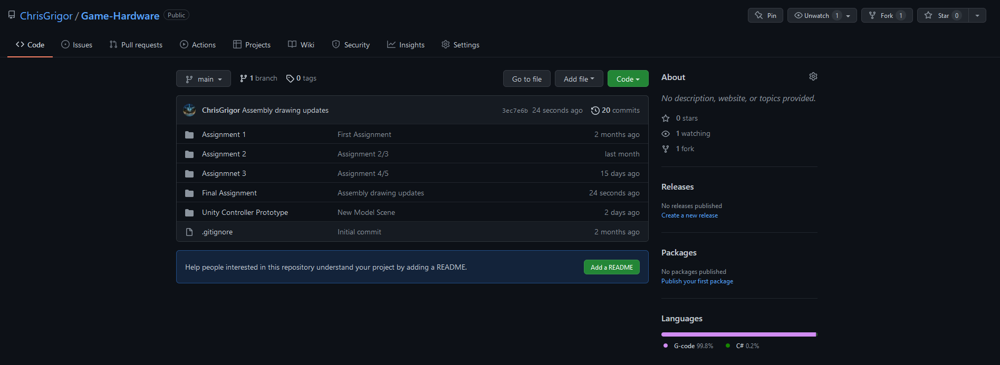 ChrisGrigor / Game-Hardware Public
Pin Unwatch 1 Fork 1 Star 0
Code Issues Pull requests Actions Projects Wiki Security Insights Settings
main 1 branch 0 tags Go to file Add file Code
ChrisGrigor Assembly drawing updates 3ec7e6b 24 seconds ago 20 commits
Assignment 1 First Assignment 2 months ago
Assignment 2 Assignment 2/3 last month
Assignmnet 3 Assignment 4/5 15 days ago
Final Assignment Assembly drawing updates 24 seconds ago
Unity Controller Prototype New Model Scene 2 days ago
.gitignore Initial commit 2 months ago
Help people interested in this repository understand your project by adding a README. Add a README
About
No description, website, or topics provided.
0 stars
1 watching
1 fork
Releases
No releases published
Create a new release
Packages
No packages published
Publish your first package
Languages
G-code 99.8% C# 0.2%